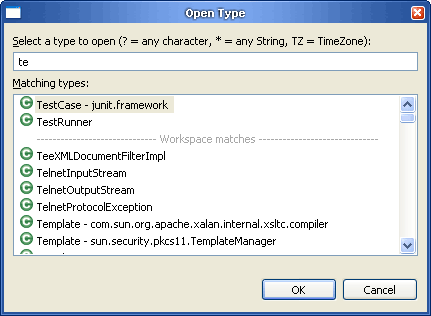 Open Type
Select a type to open (? = any character, * = any String, TZ = TimeZone):
te
Matching types:
TestCase - junit.framework
TestRunner
Workspace matches
TeeXMLDocumentFilterImpl
TelnetInputStream
TelnetOutputStream
TelnetProtocolException
Template - com.sun.org.apache.xalan.internal.xsltc.compiler
Template - sun.security.pkcs11.TemplateManager
OK Cancel